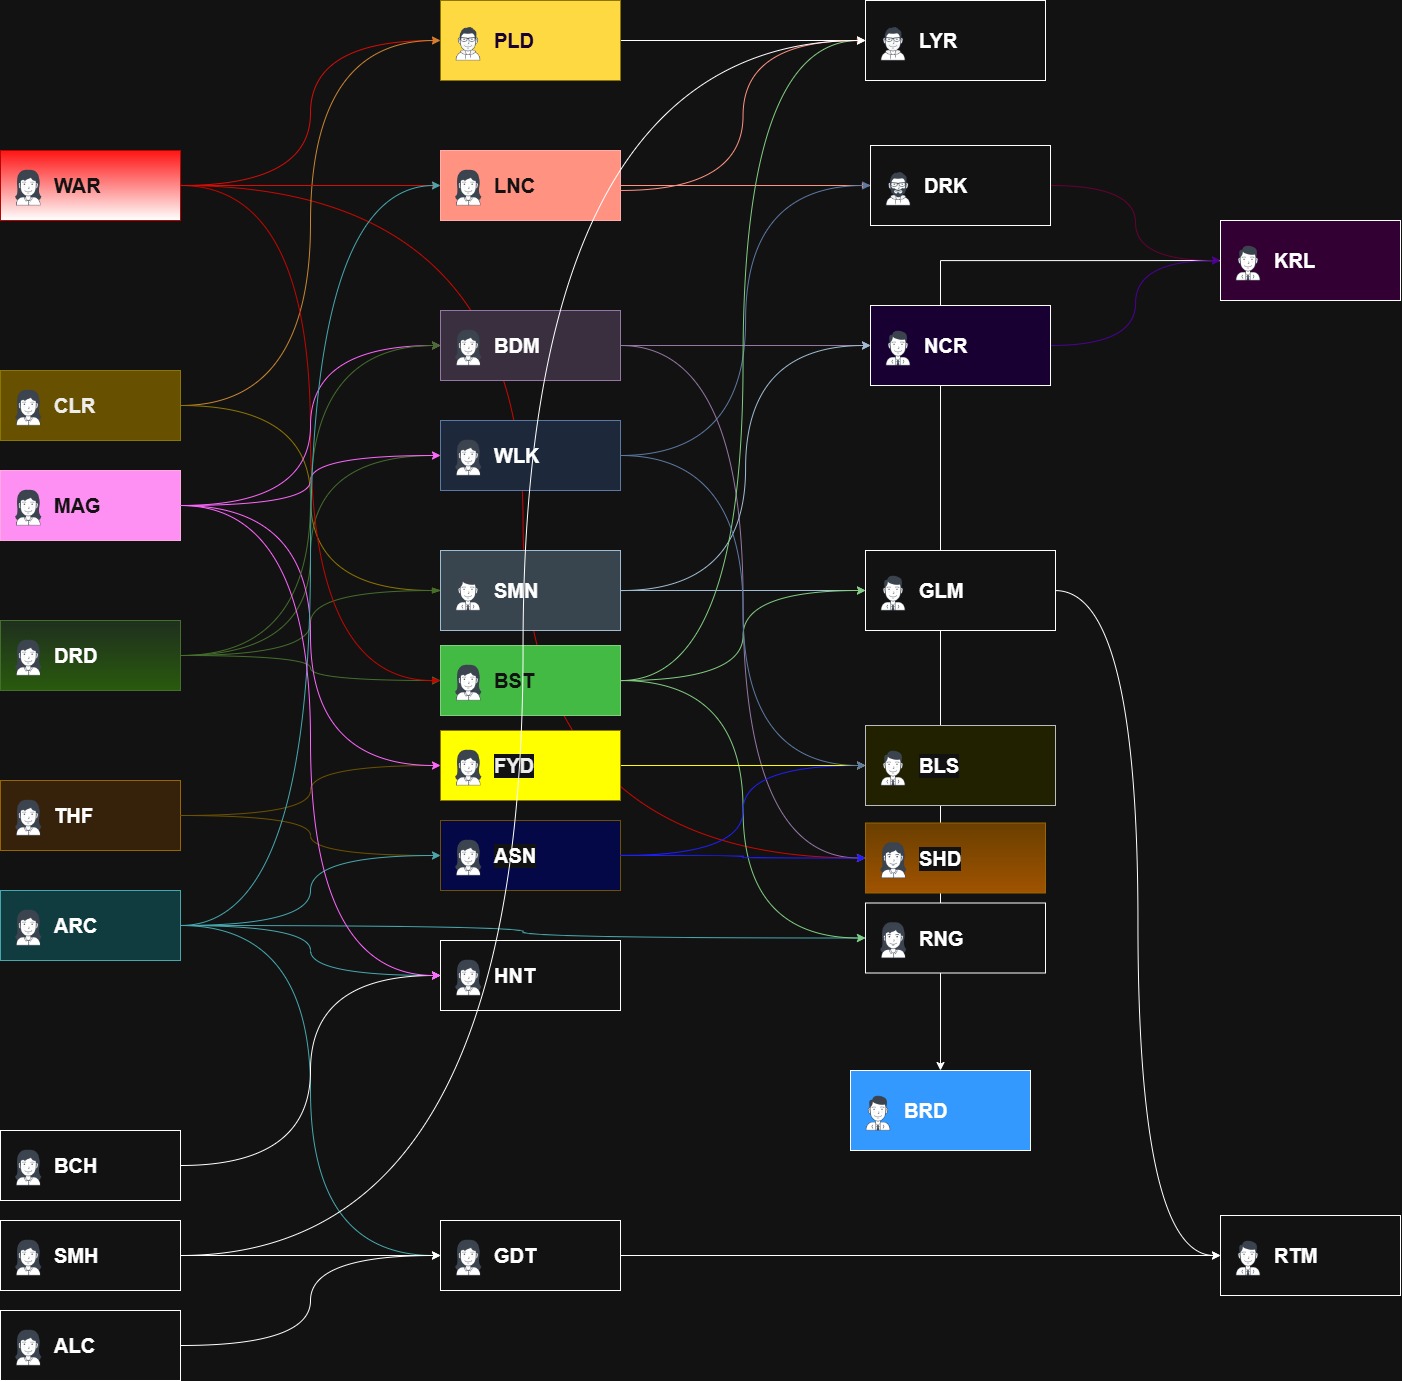 WAR
CLR
MAG
DRD
THF
ARC
BCH
SMH
ALC
PLD
LNC
BDM
WLK
SMN
BST
FYD
ASN
HNT
GDT
LYR
DRK
NCR
GLM
BLS
SHD
RNG
BRD
KRL
RTM